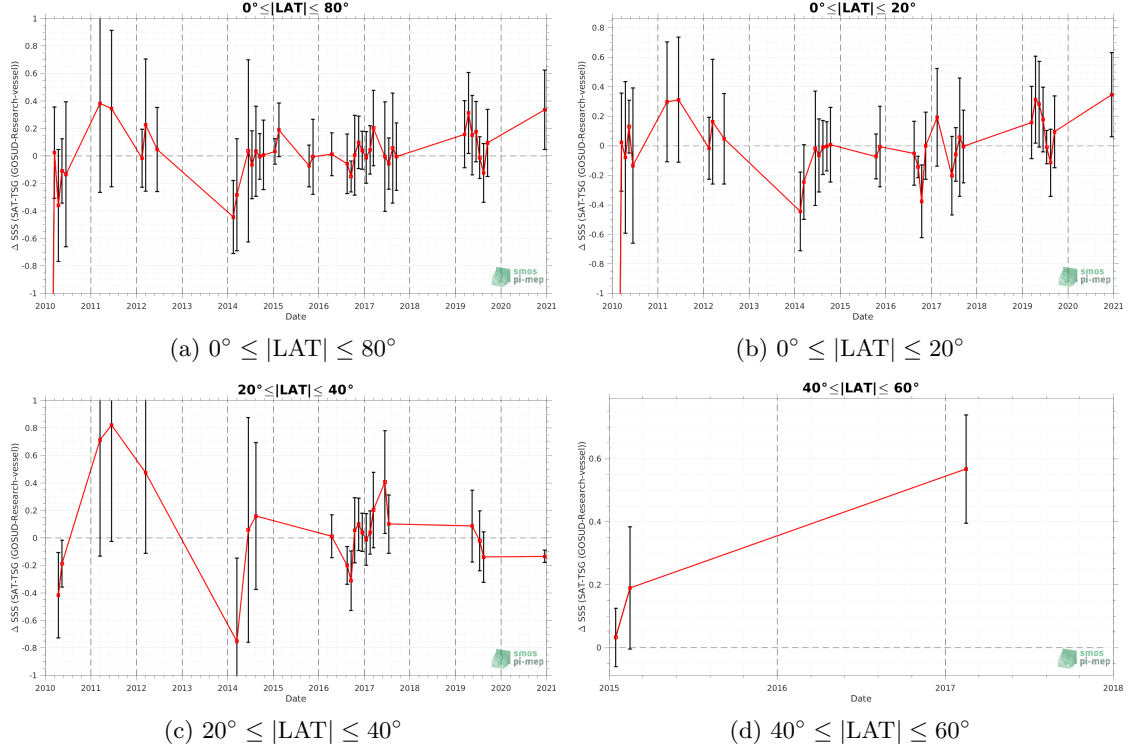 0°≤|LAT|≤ 80°
Δ SSS (SAT-TSG (GOSUD-Research-vessel))
1
0.8
0.6
0.4
0.2
0
-0.2
-0.4
-0.6
-0.8
-1
2010 2011 2012 2013 2014 2015 2016 2017 2018 2019 2020 2021
Date
smos
pi-mep
(a) 0° ≤ |LAT| ≤ 80°
0°≤|LAT|≤ 20°
Δ SSS (SAT-TSG (GOSUD-Research-vessel))
0.8
0.6
0.4
0.2
0
-0.2
-0.4
-0.6
-0.8
-1
2010 2011 2012 2013 2014 2015 2016 2017 2018 2019 2020 2021
Date
smos
pi-mep
(b) 0° ≤ |LAT| ≤ 20°
20°≤|LAT|≤ 40°
Δ SSS (SAT-TSG (GOSUD-Research-vessel))
1
0.8
0.6
0.4
0.2
0
-0.2
-0.4
-0.6
-0.8
-1
2010 2011 2012 2013 2014 2015 2016 2017 2018 2019 2020 2021
Date
smos
pi-mep
(c) 20° ≤ |LAT| ≤ 40°
40°≤|LAT|≤ 60°
Δ SSS (SAT-TSG (GOSUD-Research-vessel))
0.6
0.4
0.2
0
2015 2016 2017 2018
Date
smos
pi-mep
(d) 40° ≤ |LAT| ≤ 60°